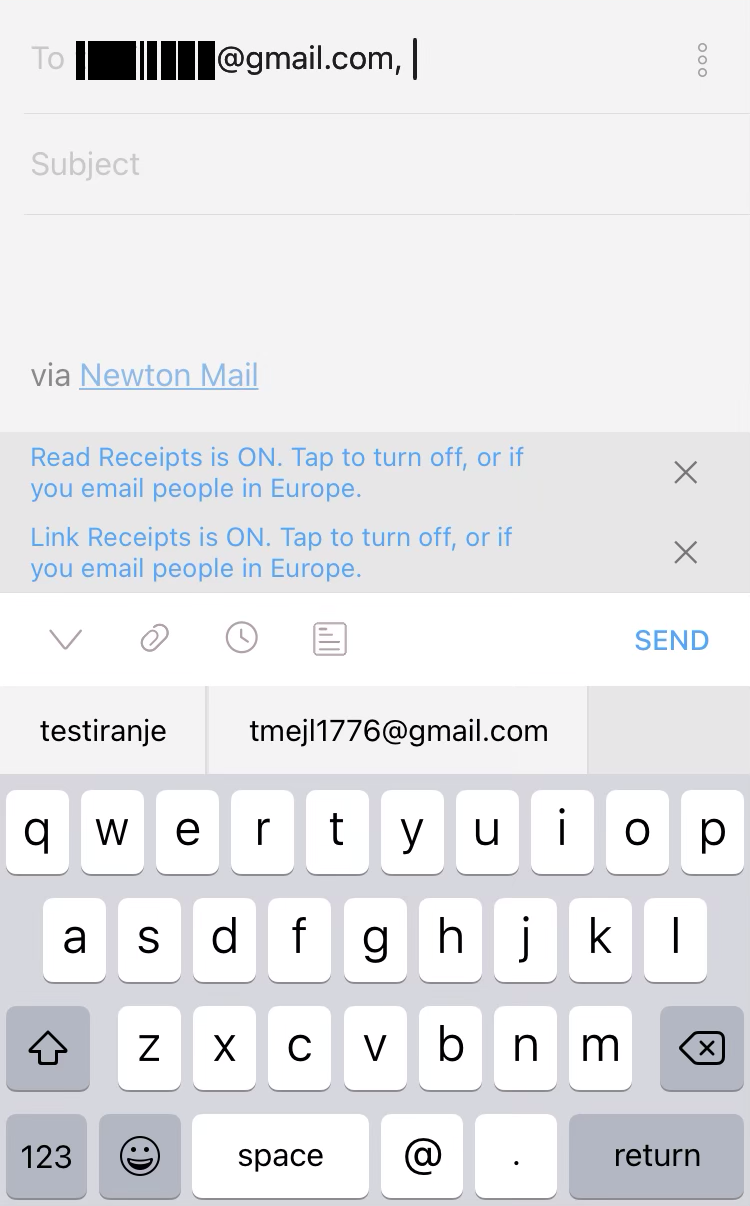 To @gmail.com,
Subject
via Newton Mail
Read Receipts is ON. Tap to turn off, or if
you email people in Europe.
Link Receipts is ON. Tap to turn off, or if
you email people in Europe.
SEND
testiranje tmejl1776@gmail.com
q w e r t y u i o p
a s d f g h j k l
z x c v b n m
123 space @ . return